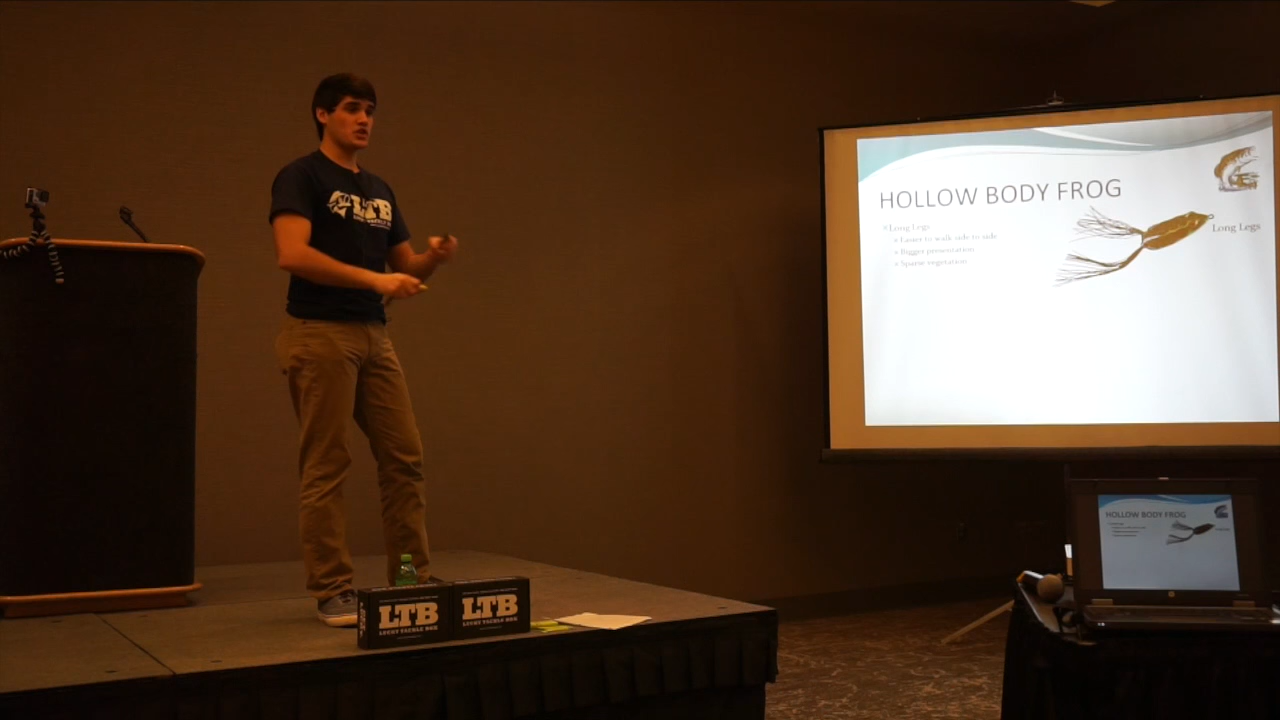 LTB
HOLLOW BODY FROG
Long Legs
Easier to walk side to side
Bigger presentation
Sparse vegetation
Long Legs
LTB
LUCKY TACKLE BOX
LTB
LUCKY TACKLE BOX
HOLLOW BODY FROG